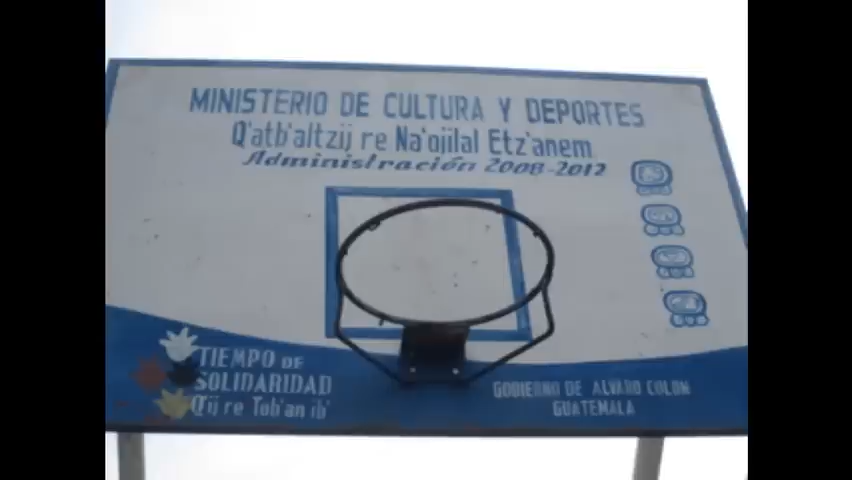 MINISTERIO DE CULTURA Y DEPORTES
Q'atb'altzij re Na'ojilal Etz'anem
Administración 2008-2012
TIEMPO DE
SOLIDARIDAD
Q'ij re Tob'an ib'
GOBIERNO DE ALVARO COLON
GUATEMALA